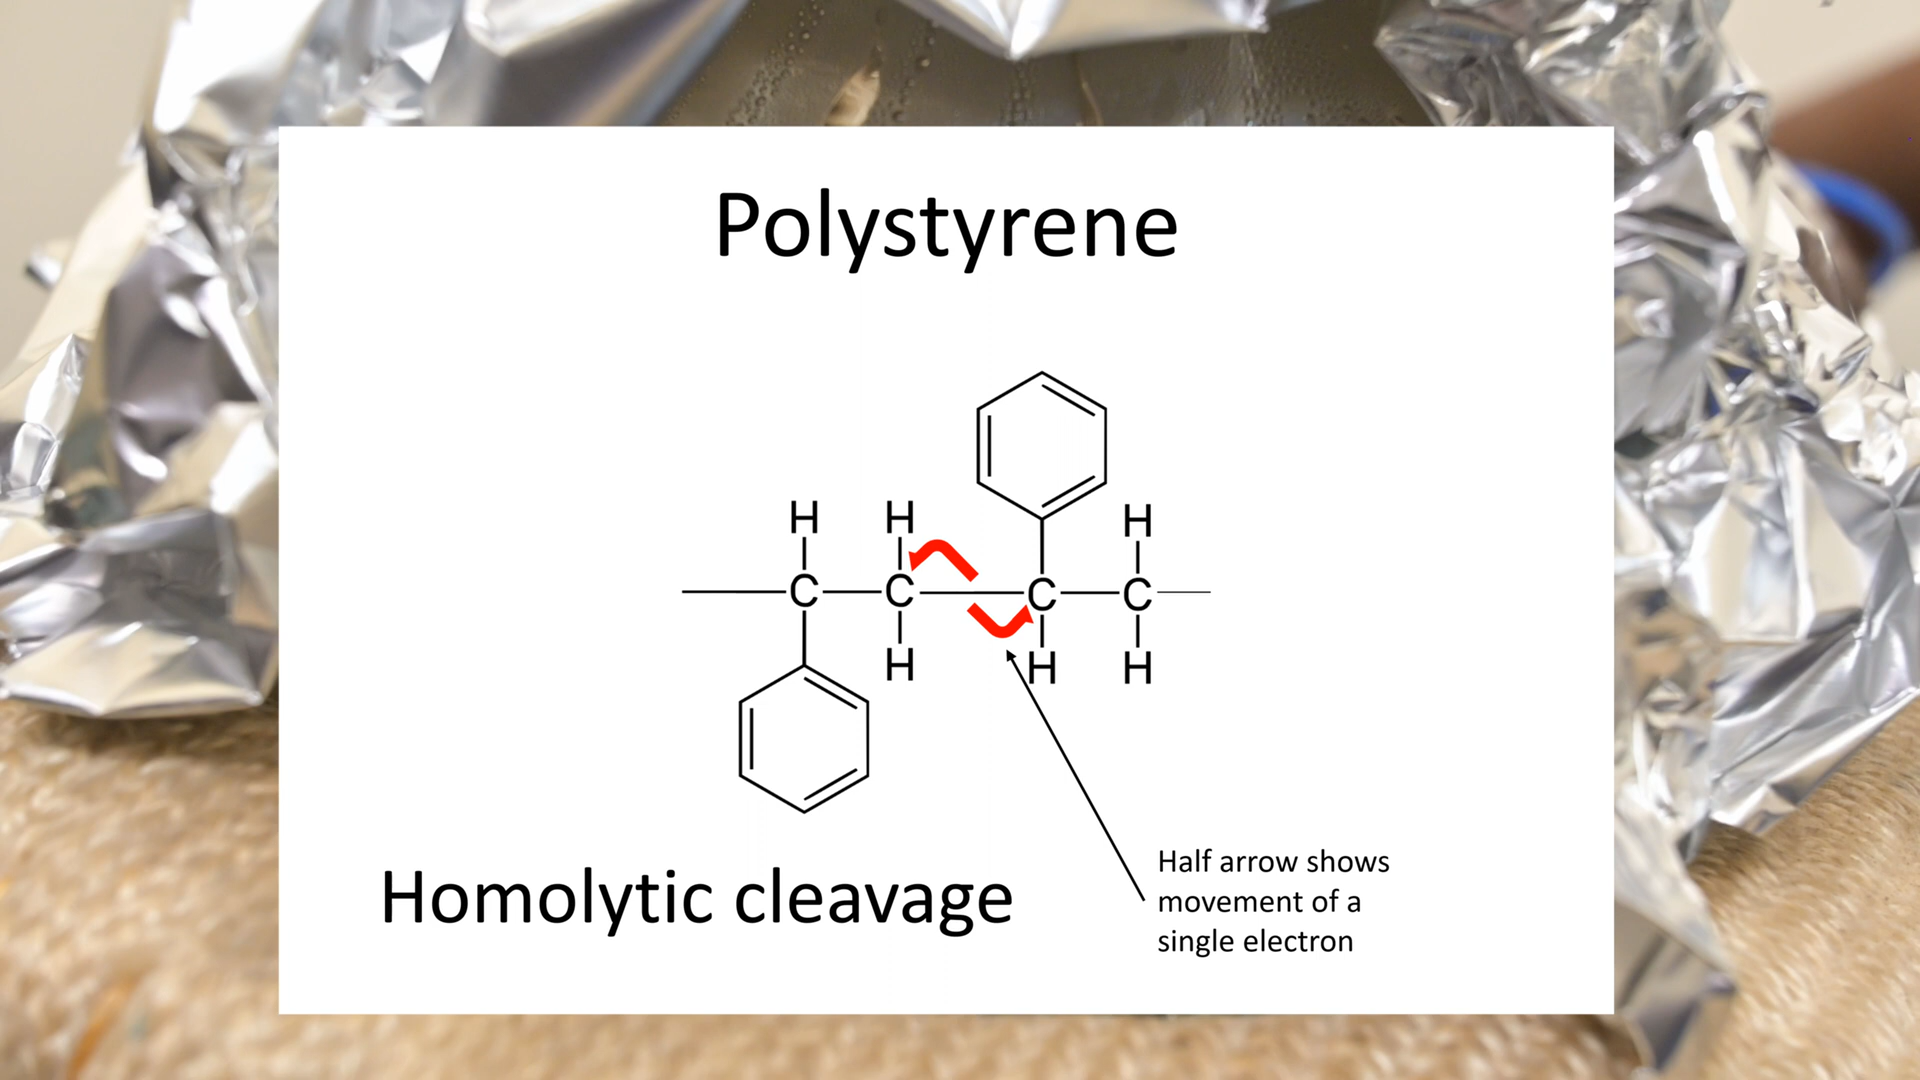 Polystyrene
H H H
C C C C
H H H
Homolytic cleavage
Half arrow shows
movement of a
single electron